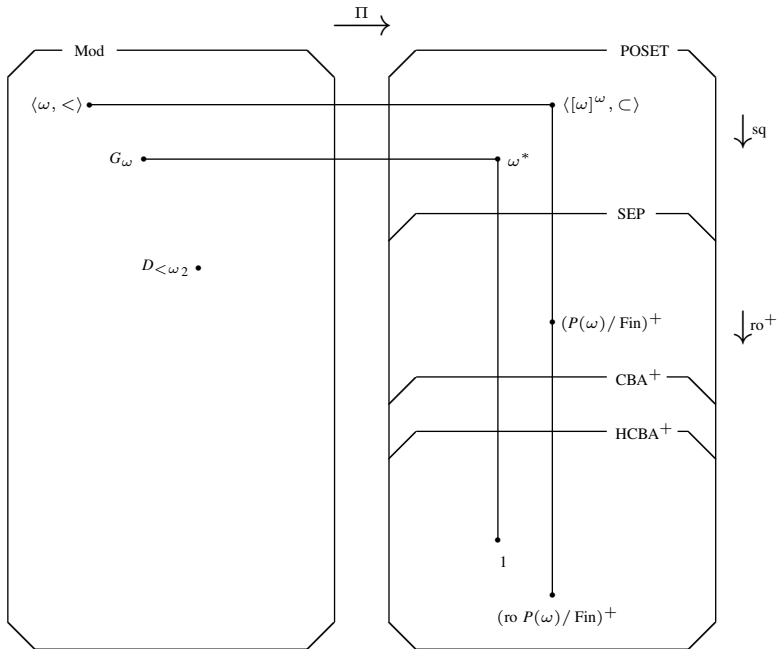 Π
Mod
POSET
⟨ω, <⟩
⟨[ω]^ω, ⊂⟩
sq
G_ω
ω*
SEP
D_{<ω_2}
(P(ω)/ Fin)^+
ro^+
CBA^+
HCBA^+
1
(ro P(ω)/ Fin)^+